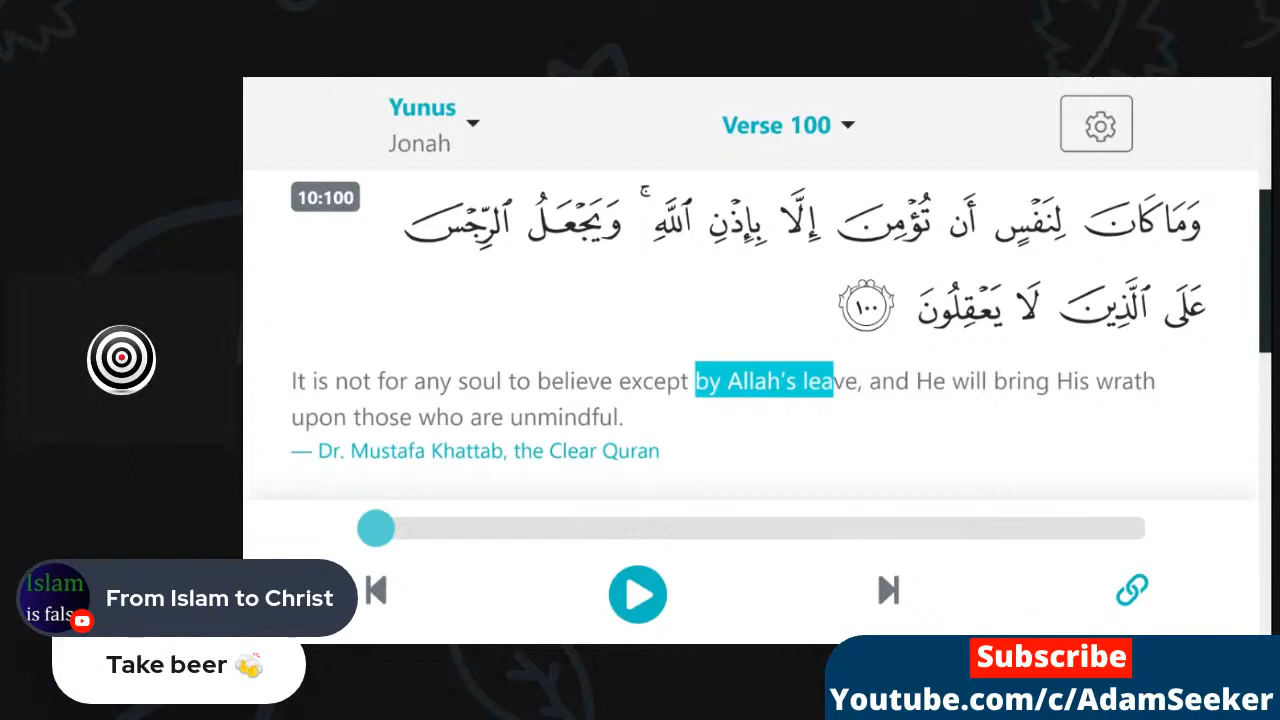 Yunus
Jonah
Verse 100
10:100
وَمَا كَانَ لِنَفْسٍ أَن تُؤْمِنَ إِلَّا بِإِذْنِ ٱللَّهِ ۚ وَيَجْعَلُ ٱلرِّجْسَ
عَلَى ٱلَّذِينَ لَا يَعْقِلُونَ ١٠٠
It is not for any soul to believe except by Allah's leave, and He will bring His wrath
upon those who are unmindful.
— Dr. Mustafa Khattab, the Clear Quran
Islam
is fals
From Islam to Christ
Take beer 🍻
Subscribe
Youtube.com/c/AdamSeeker